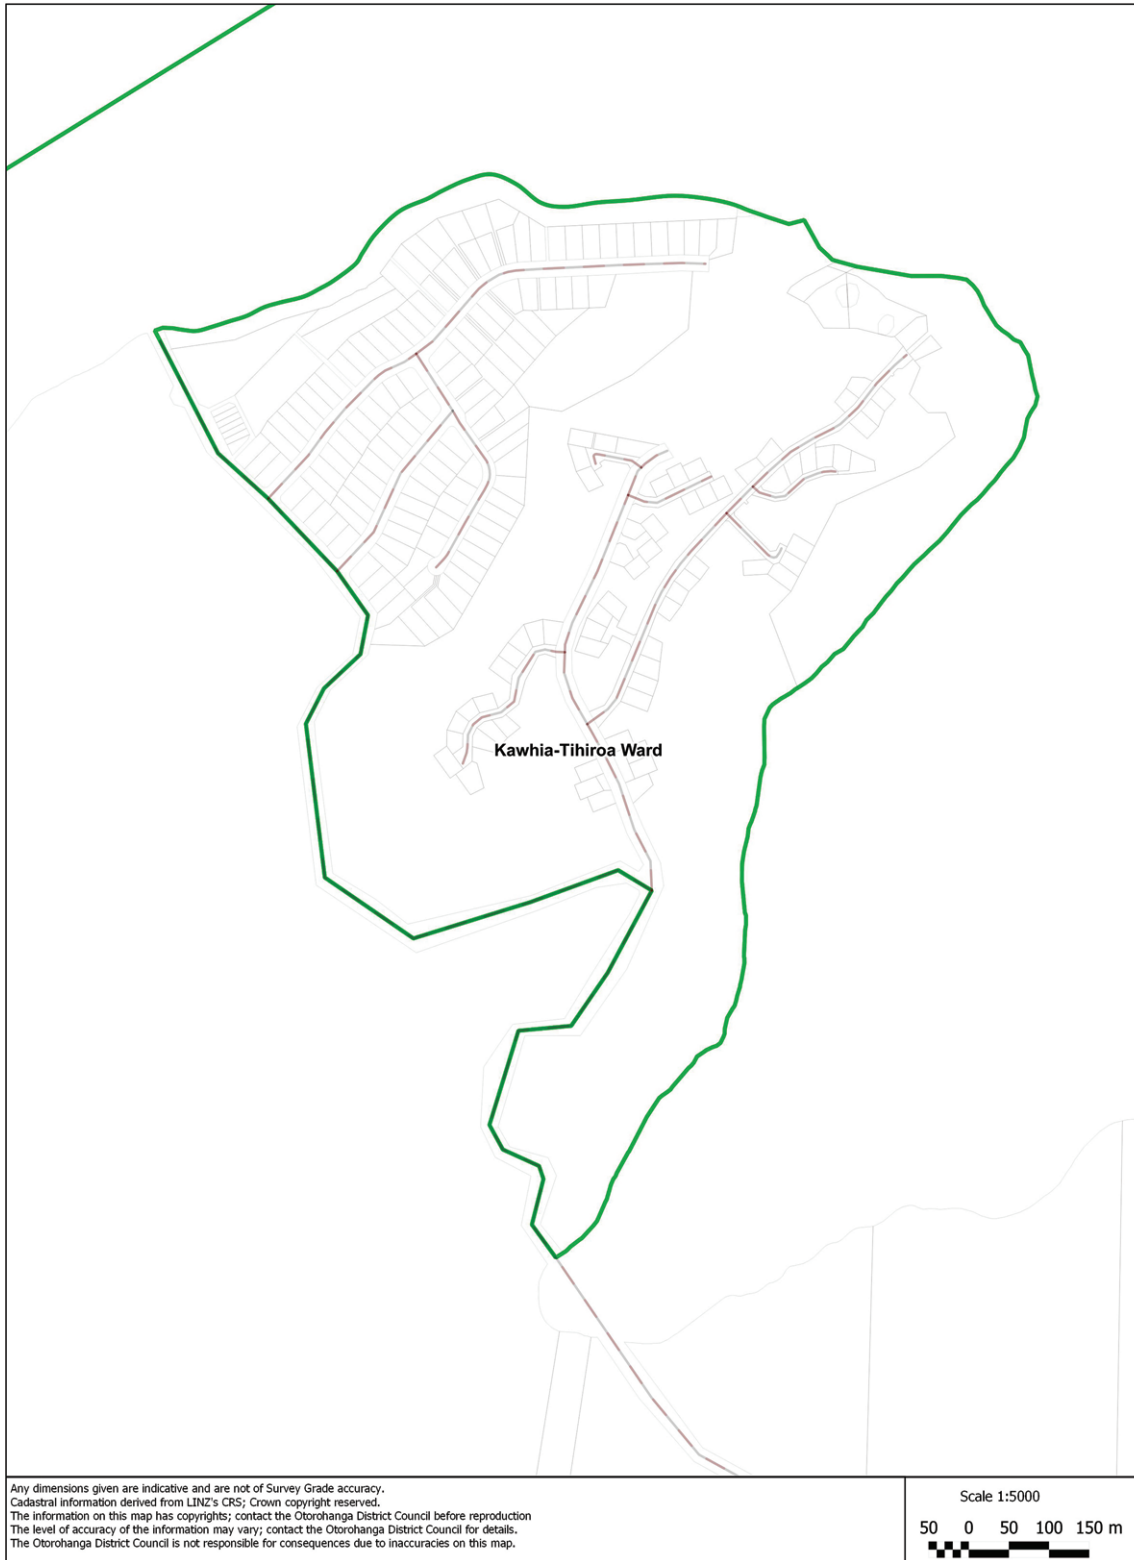 Kawhia-Tihiroa Ward
Any dimensions given are indicative and are not of Survey Grade accuracy.
Cadastral information derived from LINZ's CRS; Crown copyright reserved.
The information on this map has copyrights; contact the Otorohanga District Council before reproduction
The level of accuracy of the information may vary; contact the Otorohanga District Council for details.
The Otorohanga District Council is not responsible for consequences due to inaccuracies on this map.
Scale 1:5000
50 0 50 100 150 m